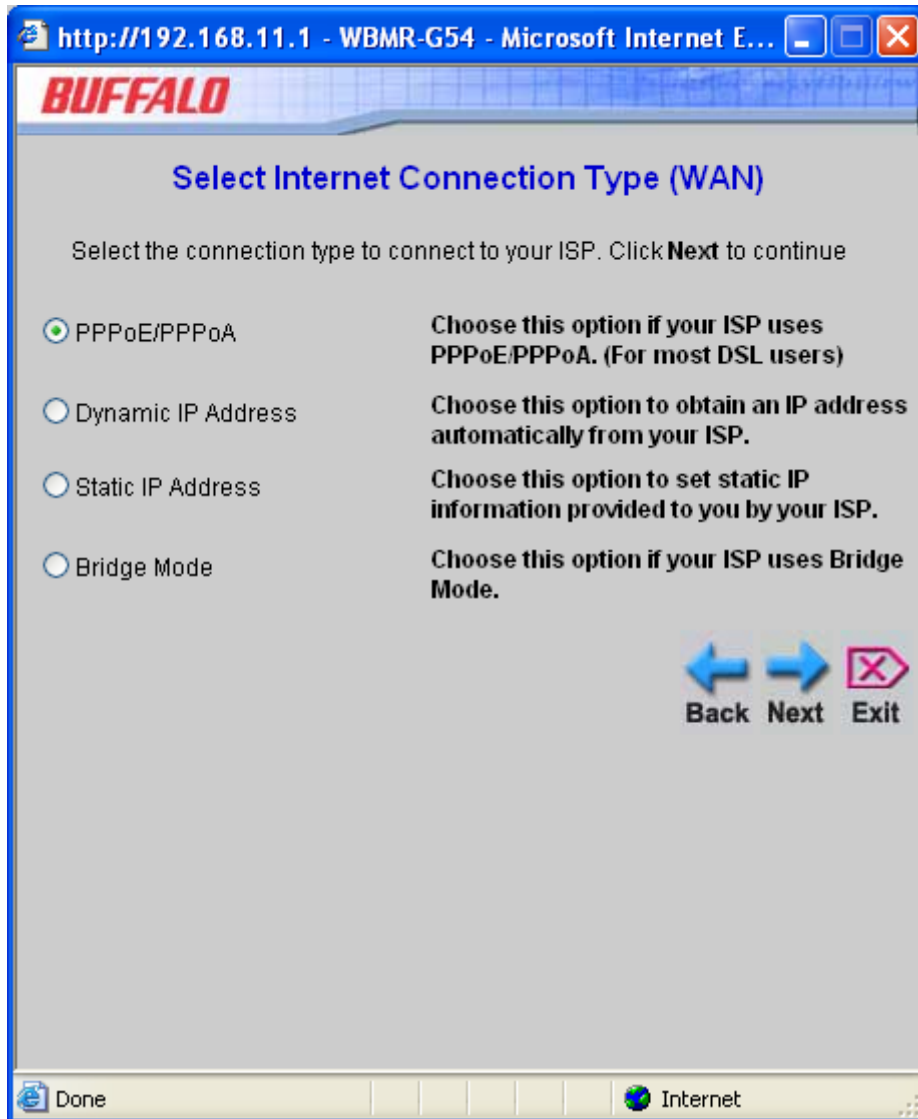 http://192.168.11.1 - WBMR-G54 - Microsoft Internet E...
BUFFALO
Select Internet Connection Type (WAN)
Select the connection type to connect to your ISP. Click Next to continue
PPPoE/PPPoA
Choose this option if your ISP uses
PPPoE/PPPoA. (For most DSL users)
Dynamic IP Address
Choose this option to obtain an IP address
automatically from your ISP.
Static IP Address
Choose this option to set static IP
information provided to you by your ISP.
Bridge Mode
Choose this option if your ISP uses Bridge
Mode.
Back Next Exit
Done
Internet